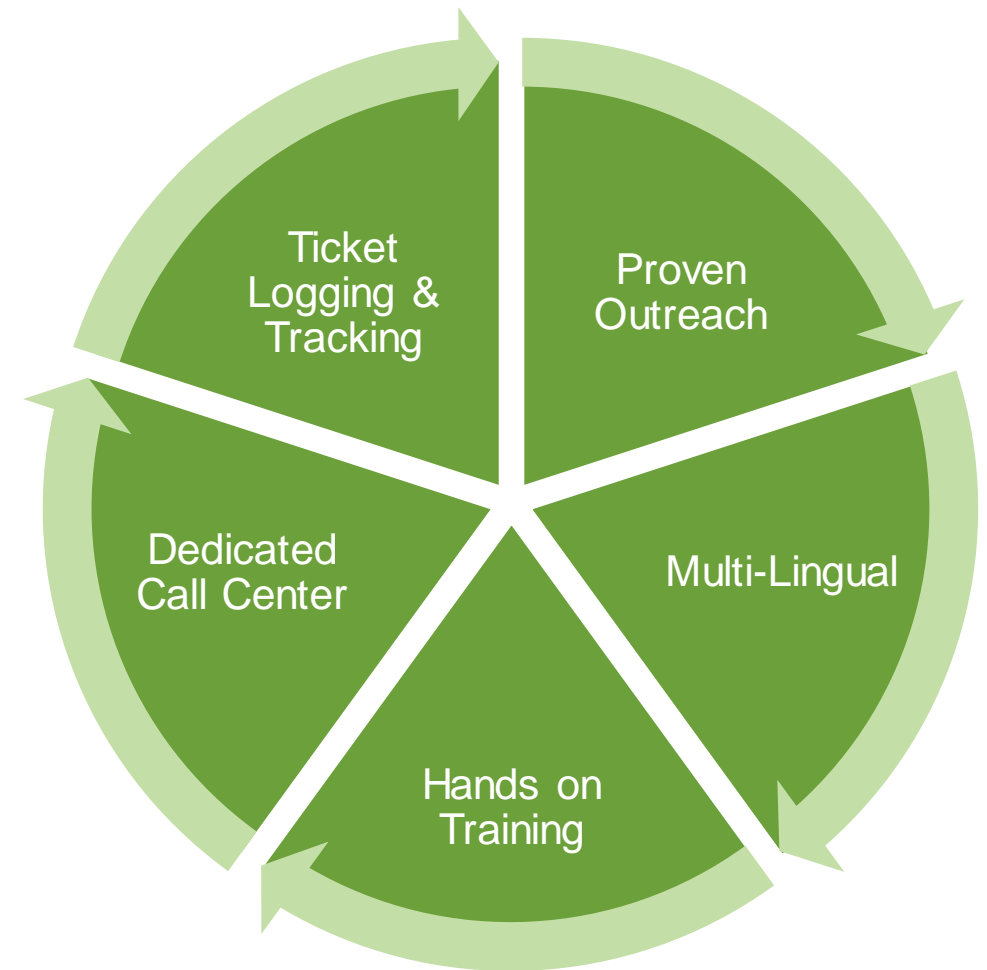 Proven
Outreach
Multi-Lingual
Hands on
Training
Dedicated
Call Center
Ticket
Logging &
Tracking